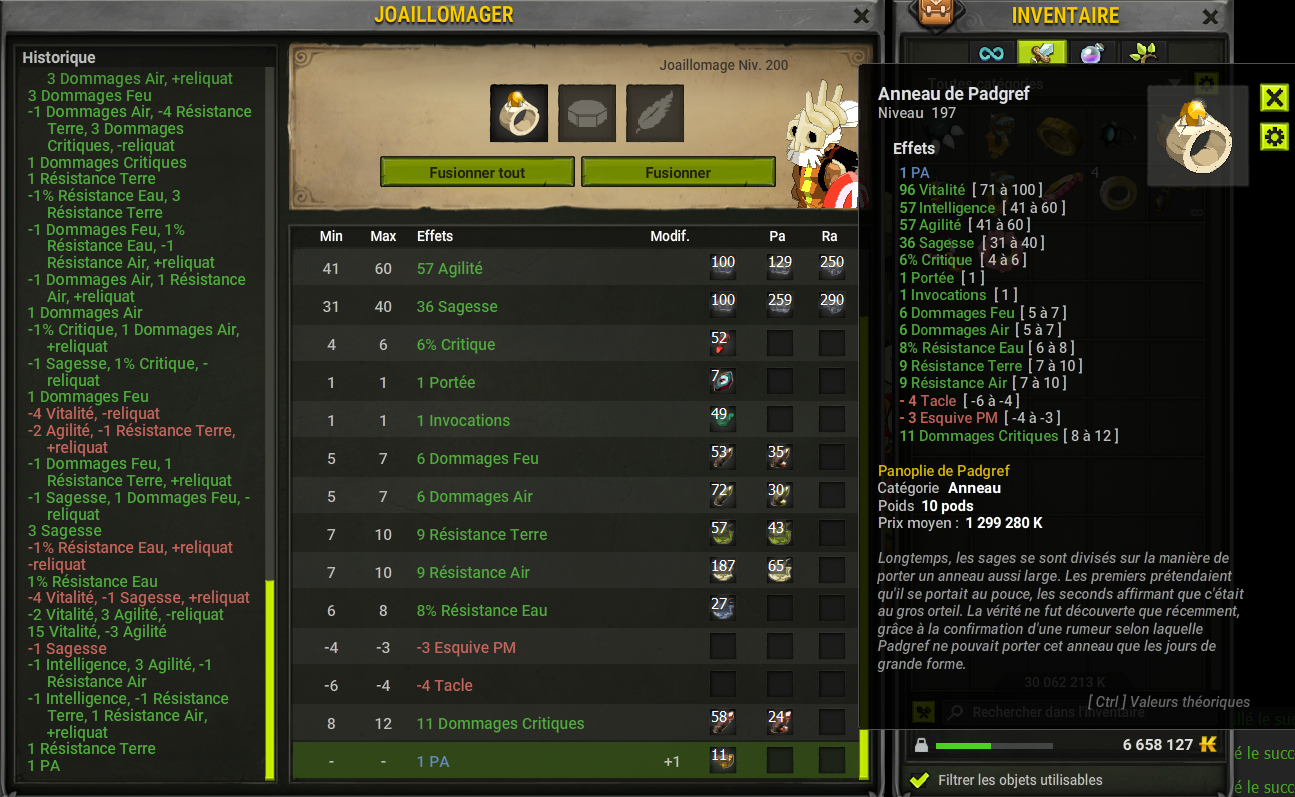 JOAILLOMAGER
Historique
3 Dommages Air, +reliquat
3 Dommages Feu
-1 Dommages Air, -4 Résistance
Terre, 3 Dommages
Critiques, -reliquat
1 Dommages Critiques
1 Résistance Terre
-1% Résistance Eau, 3
Résistance Terre
-1 Dommages Feu, 1%
Résistance Eau, -1
Résistance Air, +reliquat
-1 Dommages Air, 1 Résistance
Air, +reliquat
1 Dommages Air
-1% Critique, 1 Dommages Air,
+reliquat
-1 Sagesse, 1% Critique, -
reliquat
1 Dommages Feu
-4 Vitalité, -reliquat
-2 Agilité, -1 Résistance Terre,
+reliquat
-1 Dommages Feu, 1
Résistance Terre, +reliquat
-1 Sagesse, 1 Dommages Feu, -
reliquat
3 Sagesse
-1% Résistance Eau, +reliquat
-reliquat
1% Résistance Eau
-4 Vitalité, -1 Sagesse, +reliquat
-2 Vitalité, 3 Agilité, -reliquat
15 Vitalité, -3 Agilité
-1 Sagesse
-1 Intelligence, 3 Agilité, -1
Résistance Air
-1 Intelligence, -1 Résistance
Terre, 1 Résistance Air,
+reliquat
1 Résistance Terre
1 PA
Joaillomage Niv. 200
Fusionner tout Fusionner
Min Max Effets Modif. Pa Ra
41 60 57 Agilité 100 129 250
31 40 36 Sagesse 100 259 290
4 6 6% Critique 52
1 1 1 Portée 7
1 1 1 Invocations 49
5 7 6 Dommages Feu 53 35
5 7 6 Dommages Air 72 30
7 10 9 Résistance Terre 57 43
7 10 9 Résistance Air 187 65
6 8 8% Résistance Eau 27
-4 -3 -3 Esquive PM
-6 -4 -4 Tacle
8 12 11 Dommages Critiques 58 24
- - 1 PA +1 11
INVENTAIRE
Toutes catégories
4
Anneau de Padgref
Niveau 197
Effets
1 PA
96 Vitalité [ 71 à 100 ]
57 Intelligence [ 41 à 60 ]
57 Agilité [ 41 à 60 ]
36 Sagesse [ 31 à 40 ]
6% Critique [ 4 à 6 ]
1 Portée [ 1 ]
1 Invocations [ 1 ]
6 Dommages Feu [ 5 à 7 ]
6 Dommages Air [ 5 à 7 ]
8% Résistance Eau [ 6 à 8 ]
9 Résistance Terre [ 7 à 10 ]
9 Résistance Air [ 7 à 10 ]
- 4 Tacle [ -6 à -4 ]
- 3 Esquive PM [ -4 à -3 ]
11 Dommages Critiques [ 8 à 12 ]
Panoplie de Padgref
Catégorie Anneau
Poids 10 pods
Prix moyen : 1 299 280 K
Longtemps, les sages se sont divisés sur la manière de
porter un anneau aussi large. Les premiers prétendaient
qu'il se portait au pouce, les seconds affirmant que c'était
au gros orteil. La vérité ne fut découverte que récemment,
grâce à la confirmation d'une rumeur selon laquelle
Padgref ne pouvait porter cet anneau que les jours de
grande forme.
30 062 213 K
[ Ctrl ] Valeurs théoriques
Rechercher dans l'inventaire
6 658 127 K
Filtrer les objets utilisables
é le succ
é le succ